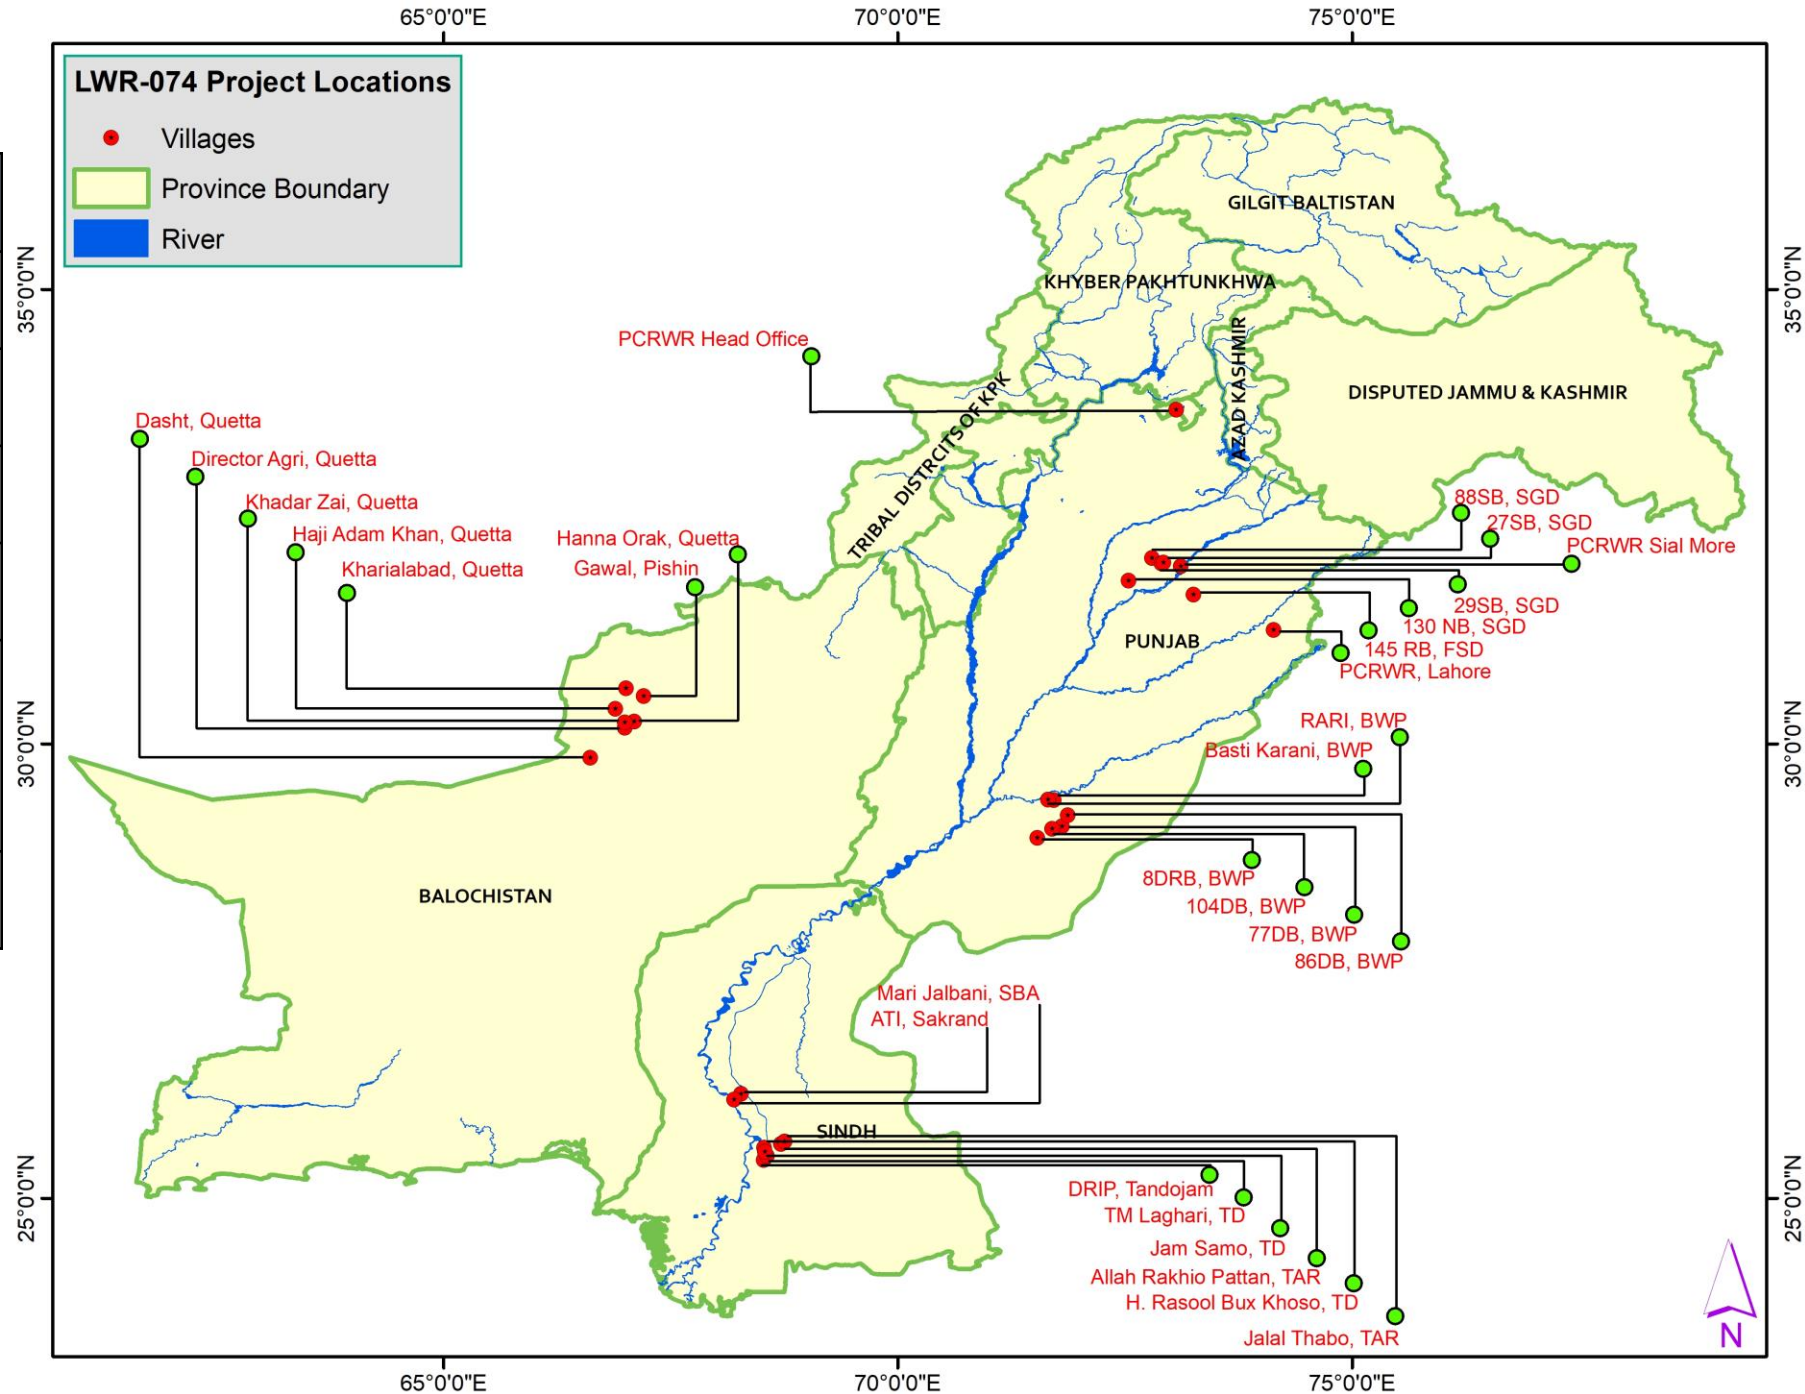 65°0'0"E
70°0'0"E
75°0'0"E
LWR-074 Project Locations
Villages
Province Boundary
River
35°0'0"N
35°0'0"N
GILGIT BALTISTAN
KHYBER PAKHTUNKHWA
AZAD KASHMIR
PCRWR Head Office
DISPUTED JAMMU & KASHMIR
TRIBAL DISTRCITS OF KPK
Dasht, Quetta
Director Agri, Quetta
Khadar Zai, Quetta
Haji Adam Khan, Quetta
Kharialabad, Quetta
Hanna Orak, Quetta
Gawal, Pishin
88SB, SGD
27SB, SGD
PCRWR Sial More
29SB, SGD
130 NB, SGD
145 RB, FSD
PCRWR, Lahore
PUNJAB
30°0'0"N
30°0'0"N
RARI, BWP
Basti Karani, BWP
8DRB, BWP
104DB, BWP
77DB, BWP
86DB, BWP
BALOCHISTAN
Mari Jalbani, SBA
ATI, Sakrand
SINDH
25°0'0"N
25°0'0"N
DRIP, Tandojam
TM Laghari, TD
Jam Samo, TD
Allah Rakhio Pattan, TAR
H. Rasool Bux Khoso, TD
Jalal Thabo, TAR
N
65°0'0"E
70°0'0"E
75°0'0"E